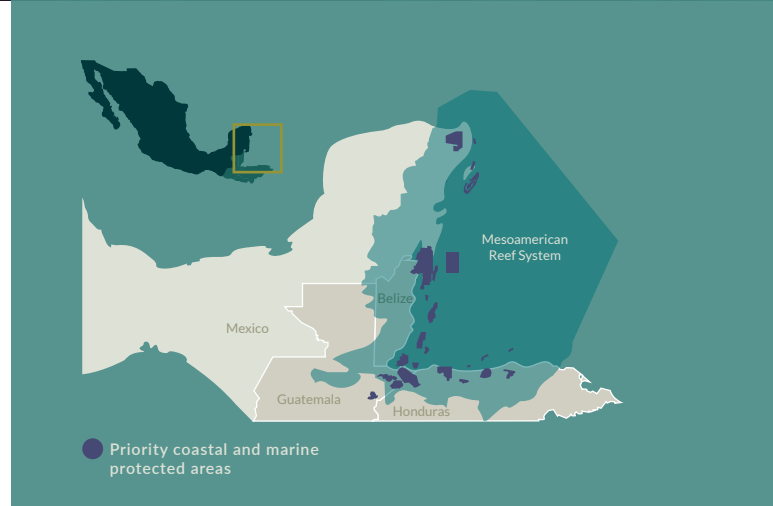 Mesoamerican
Reef System
Belize
Mexico
Guatemala
Honduras
Priority coastal and marine
protected areas